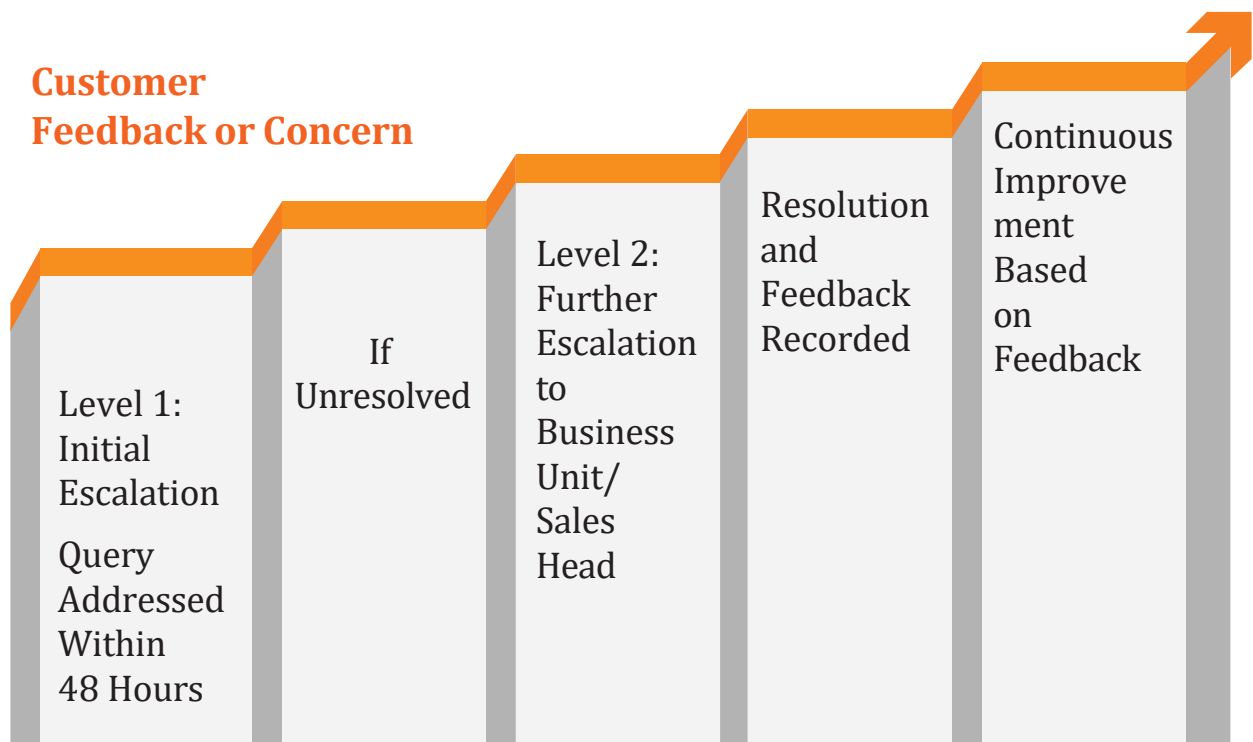 Customer
Feedback or Concern
Level 1:
Initial
Escalation
Query
Addressed
Within
48 Hours
If
Unresolved
Level 2:
Further
Escalation
to
Business
Unit/
Sales
Head
Resolution
and
Feedback
Recorded
Continuous
Improve
ment
Based
on
Feedback